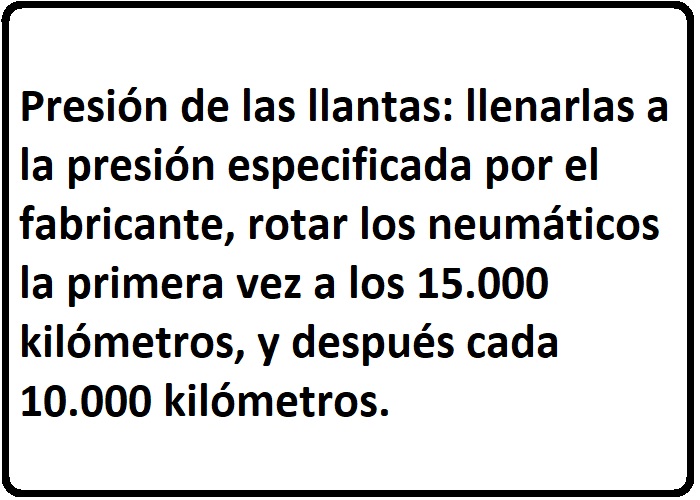 Presión de las llantas: llenarlas a
la presión especificada por el
fabricante, rotar los neumáticos
la primera vez a los 15.000
kilómetros, y después cada
10.000 kilómetros.